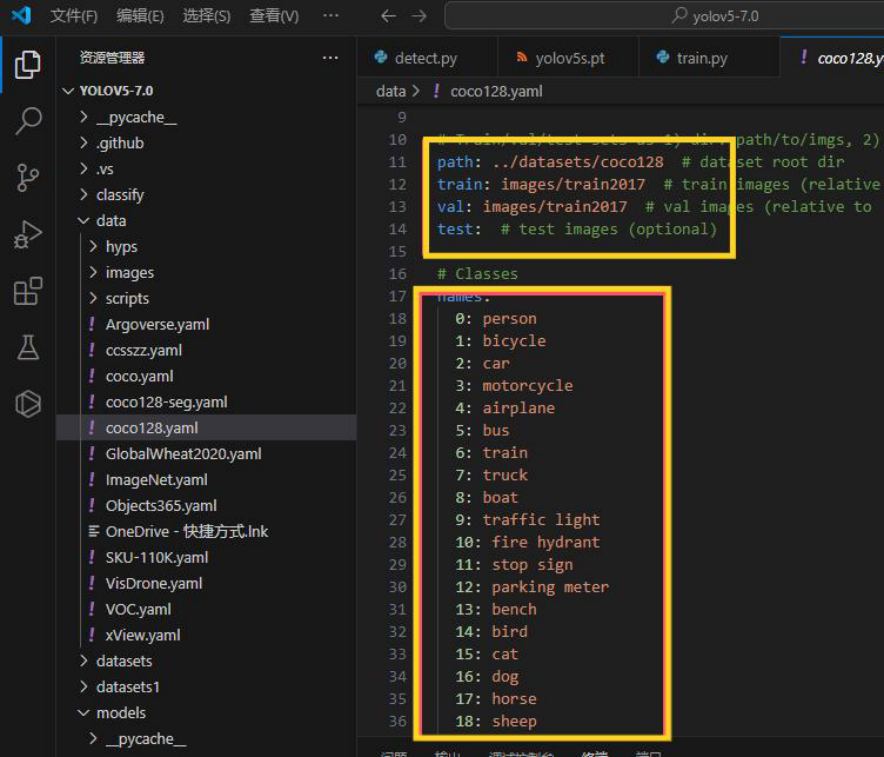 文件(F) 编辑(E) 选择(S) 查看(V) ··· ← → yolov5-7.0
资源管理器 ···
YOLOV5-7.0
__pycache__
.github
.vs
classify
data
hyps
images
scripts
Argoverse.yaml
ccsszz.yaml
coco.yaml
coco128-seg.yaml
coco128.yaml
GlobalWheat2020.yaml
ImageNet.yaml
Objects365.yaml
OneDrive - 快捷方式.lnk
SKU-110K.yaml
VisDrone.yaml
VOC.yaml
xView.yaml
datasets
datasets1
models
__pycache__
detect.py yolov5s.pt train.py ! coco128.y
data > ! coco128.yaml
9
10 # Train/val/test sets as 1) dir: path/to/imgs, 2)
11 path: ../datasets/coco128 # dataset root dir
12 train: images/train2017 # train images (relative
13 val: images/train2017 # val images (relative to
14 test: # test images (optional)
15
16 # Classes
17 names:
18 0: person
19 1: bicycle
20 2: car
21 3: motorcycle
22 4: airplane
23 5: bus
24 6: train
25 7: truck
26 8: boat
27 9: traffic light
28 10: fire hydrant
29 11: stop sign
30 12: parking meter
31 13: bench
32 14: bird
33 15: cat
34 16: dog
35 17: horse
36 18: sheep
问题 输出 调试控制台 终端 端口